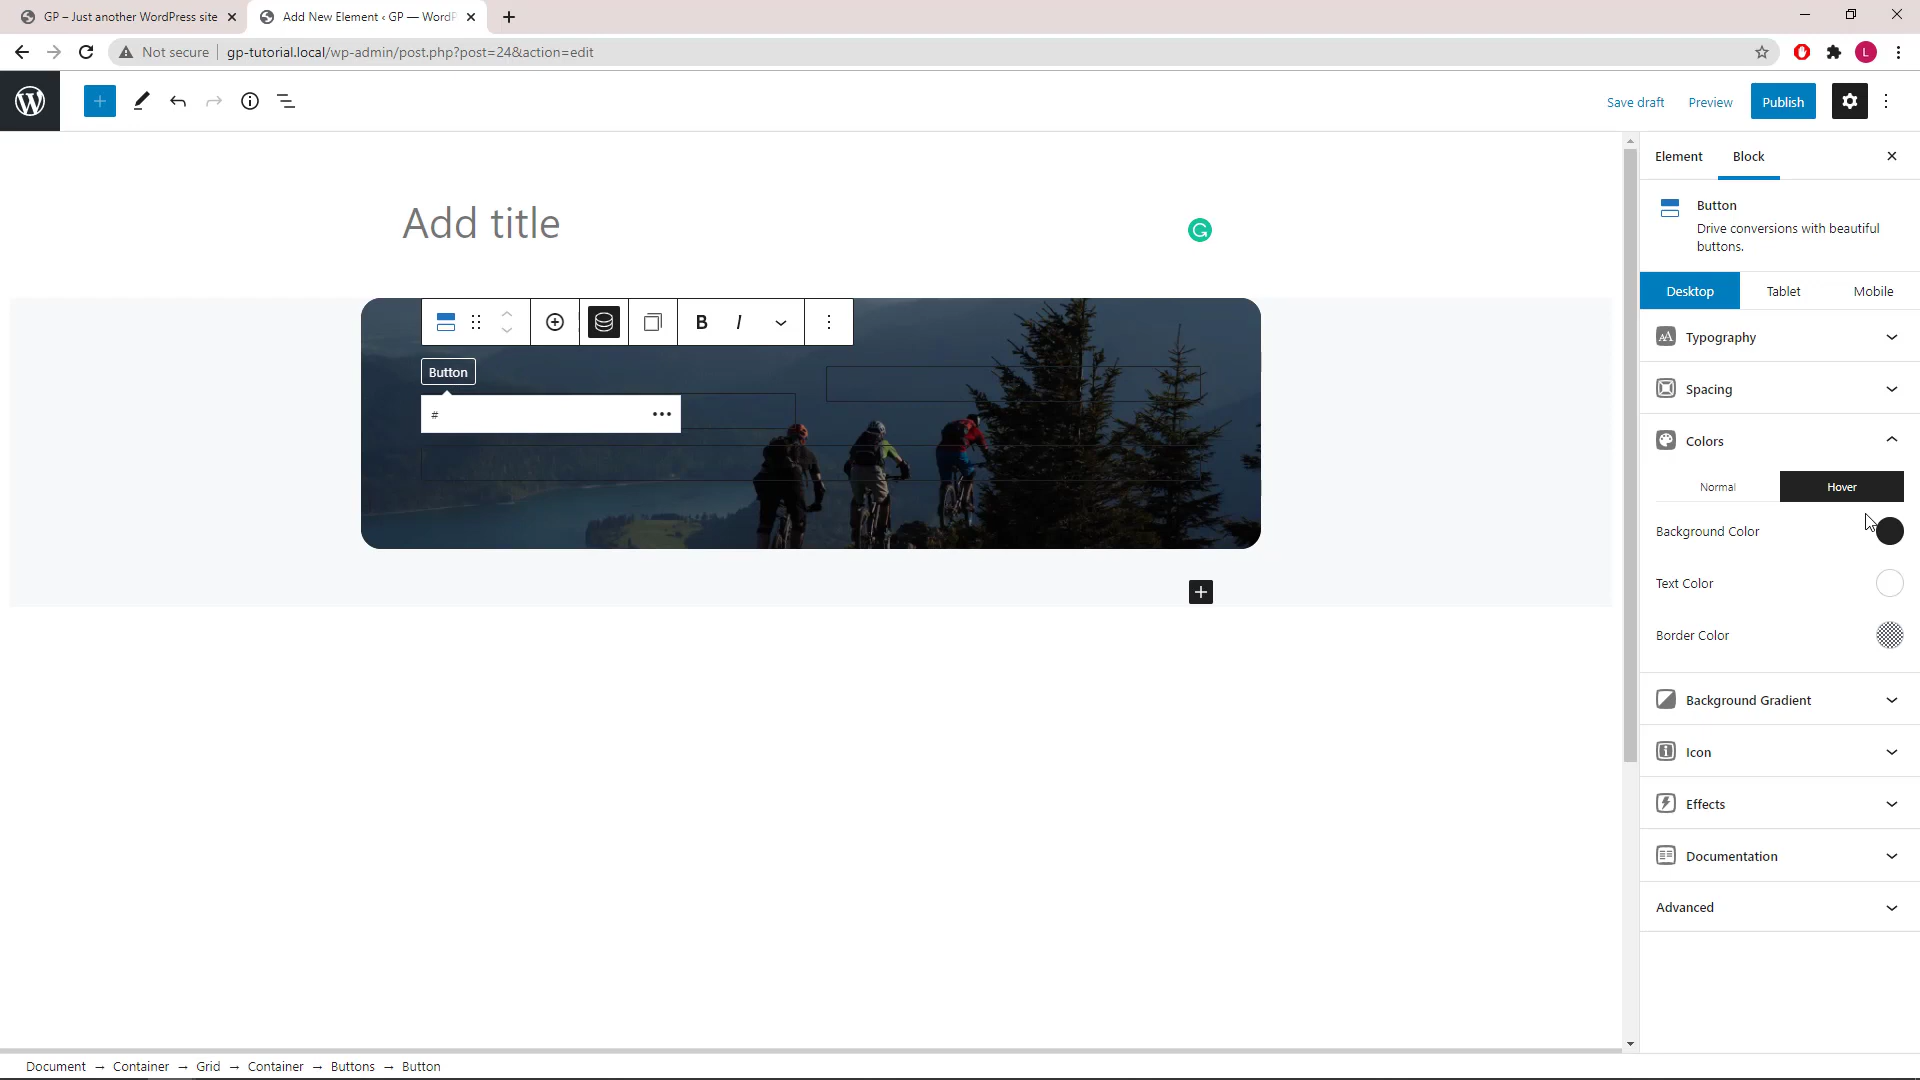 GP – Just another WordPress site
Add New Element ‹ GP — WordP
Not secure
gp-tutorial.local/wp-admin/post.php?post=24&action=edit
L
Save draft
Preview
Publish
Element
Block
Button
Drive conversions with beautiful
buttons.
Desktop
Tablet
Mobile
Add title
B
I
Button
#
Typography
Spacing
Colors
Normal
Hover
Background Color
Text Color
Border Color
Background Gradient
Icon
Effects
Documentation
Advanced
Document → Container → Grid → Container → Buttons → Button